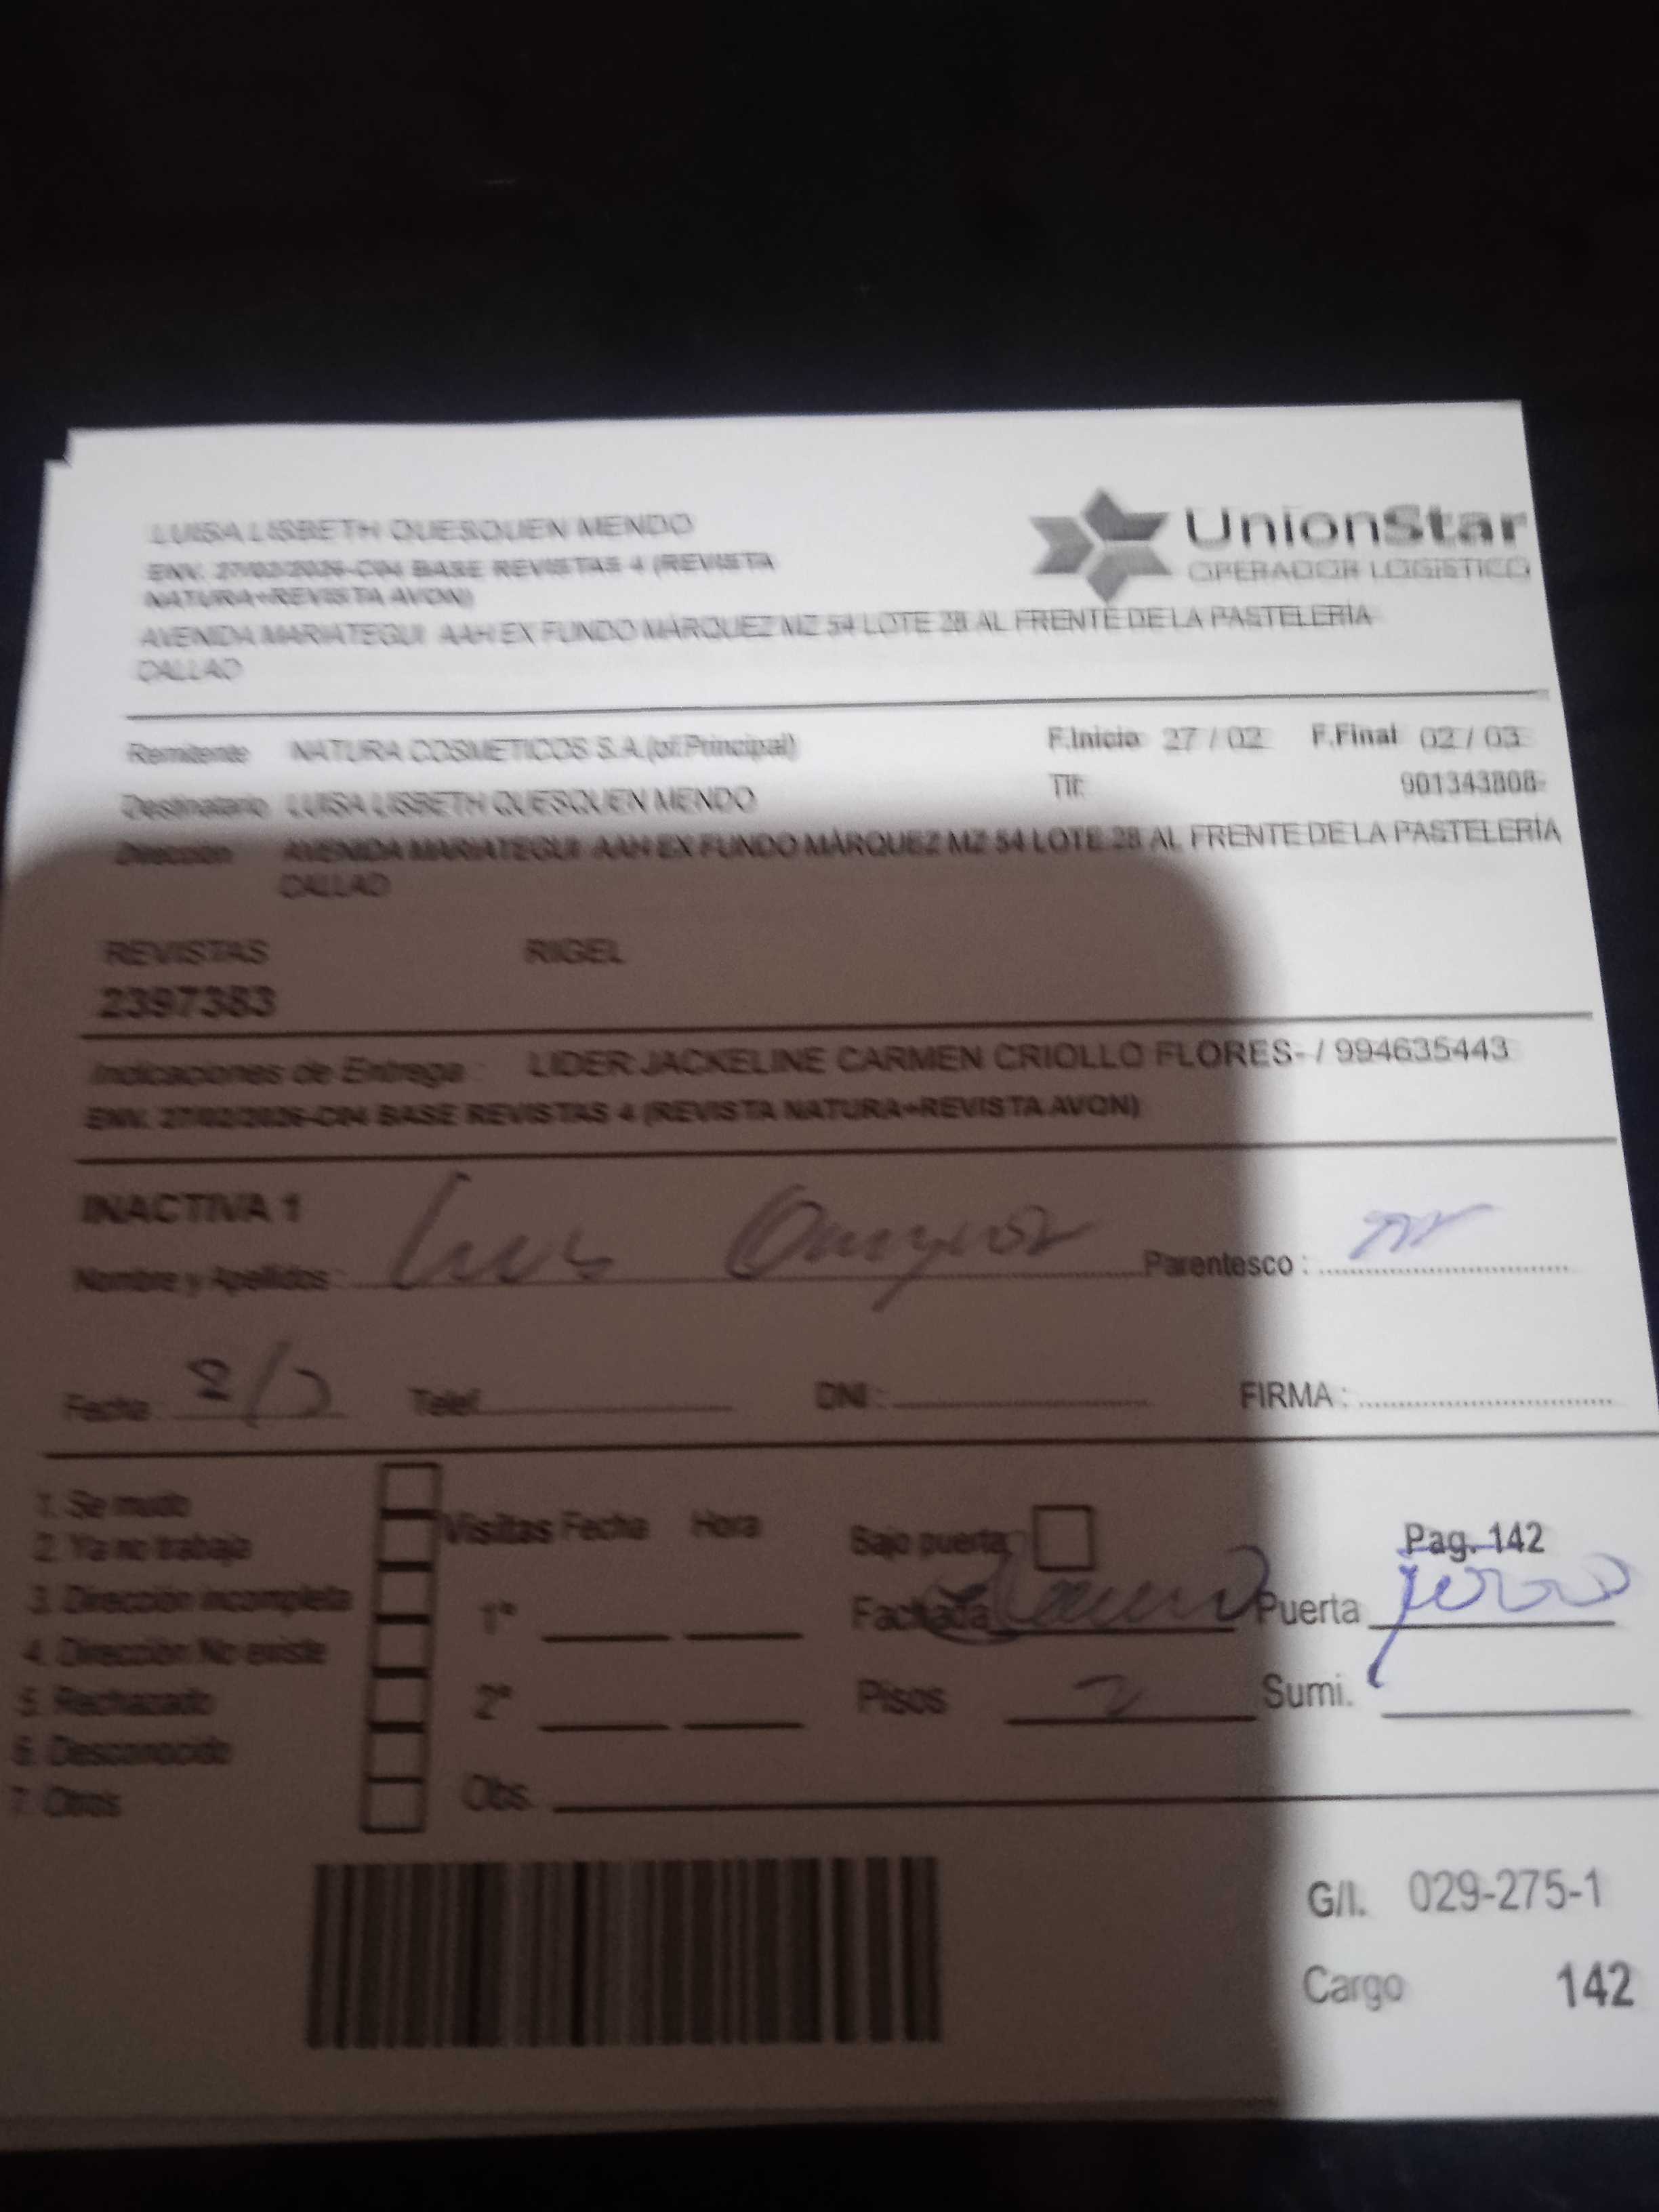 LUISA LISBETH QUESQUEN MENDO
UnionStar
OPERADOR LOGISTICO
ENV. 27/02/2026-C04 BASE REVISTAS 4 (REVISTA
NATURA+REVISTA AVON)
AVENIDA MARIATEGUI AAH EX FUNDO MÁRQUEZ MZ 54 LOTE 28 AL FRENTE DE LA PASTELERÍA
CALLAO
Remitente NATURA COSMETICOS S.A.(of.Principal) F.Inicio 27 / 02 F.Final 02 / 03
Destinatario LUISA LISBETH QUESQUEN MENDO Tlf: 901343808-
Dirección AVENIDA MARIATEGUI AAH EX FUNDO MÁRQUEZ MZ 54 LOTE 28 AL FRENTE DE LA PASTELERÍA
CALLAO
REVISTAS RIGEL
2397383
Indicaciones de Entrega : LIDER JACKELINE CARMEN CRIOLLO FLORES- / 994635443
ENV. 27/02/2026-C04 BASE REVISTAS 4 (REVISTA NATURA+REVISTA AVON)
INACTIVA 1
Nombre y Apellidos : Luis Parentesco :
Fecha Telef. DNI : FIRMA :
1. Se mudo
2. Ya no trabaja
3. Dirección incompleta
4. Dirección No existe
5. Rechazado
6. Desconocido
7. Otros
Visitas Fecha Hora
1°
2°
Obs.
Bajo puerta
Pag. 142
Fachada Puerta
Pisos 2 Sumi.
G/I. 029-275-1
Cargo 142